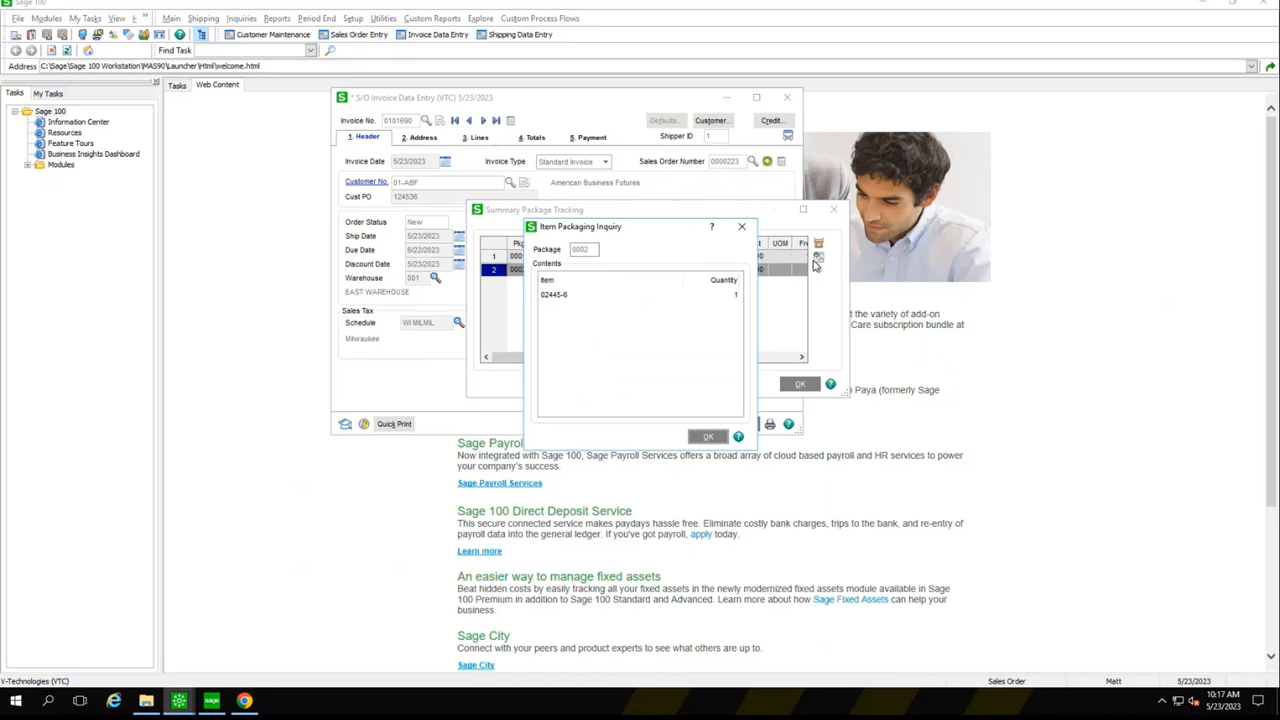 Sage 100
File Modules My Tasks View Main Shipping Inquiries Reports Period End Setup Utilities Custom Reports Explore Custom Process Flows
Customer Maintenance Sales Order Entry Invoice Data Entry Shipping Data Entry
Find Task
Address C:\Sage\Sage 100 Workstation\MAS90\Launcher\Html\welcome.html
Tasks My Tasks
Tasks Web Content
Sage 100
Information Center
Resources
Feature Tours
Business Insights Dashboard
Modules
* S/O Invoice Data Entry (VTC) 5/23/2023
Invoice No. 0101690 Defaults... Customer... Credit...
1. Header 2. Address 3. Lines 4. Totals 5. Payment Shipper ID 1
Invoice Date 5/23/2023 Invoice Type Standard Invoice Sales Order Number 0000223
Customer No. 01-ABF American Business Futures
Cust PO 124536
Order Status New
Ship Date 5/23/2023
Due Date 6/22/2023
Discount Date 5/23/2023
Warehouse 001
EAST WAREHOUSE
Sales Tax
Schedule WI MILMIL
Milwaukee
Quick Print
Summary Package Tracking
UOM
1
2
OK
Item Packaging Inquiry
Package 0002
Contents
Item Quantity
02445-6 1
OK
t the variety of add-on
Care subscription bundle at
Paya (formerly Sage
Sage Payrol
Now integrated with Sage 100, Sage Payroll Services offers a broad array of cloud based payroll and HR services to power
your company's success.
Sage Payroll Services
Sage 100 Direct Deposit Service
This secure connected service makes paydays hassle free. Eliminate costly bank charges, trips to the bank, and re-entry of
payroll data into the general ledger. If you've got payroll, apply today.
Learn more
An easier way to manage fixed assets
Beat hidden costs by easily tracking all your fixed assets in the newly modernized fixed assets module available in Sage
100 Premium in addition to Sage 100 Standard and Advanced. Learn more about how Sage Fixed Assets can help your
business.
Sage City
Connect with your peers and product experts to see what others are up to.
Sage City
V-Technologies (VTC) Sales Order Matt 5/23/2023
sage
10:17 AM
5/23/2023